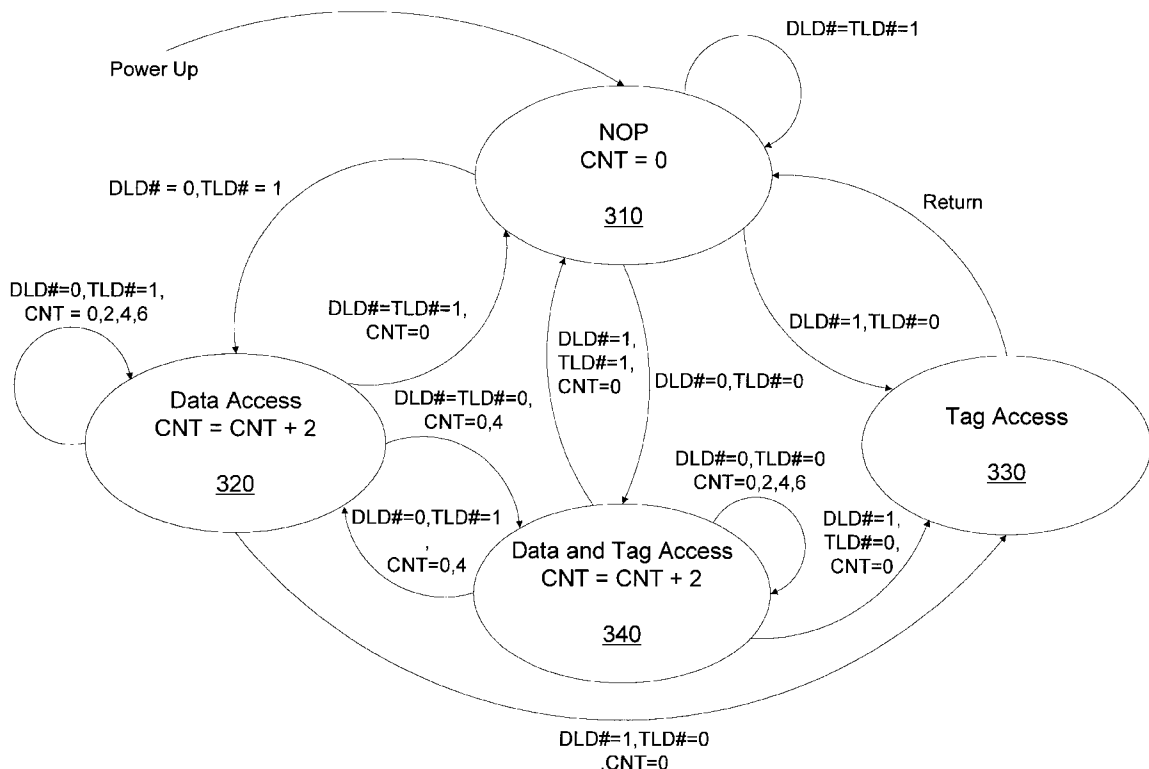 DLD#=TLD#=1
Power Up
NOP
CNT = 0
310
DLD# = 0,TLD# = 1
Return
DLD#=0,TLD#=1,
CNT = 0,2,4,6
DLD#=TLD#=1,
CNT=0
DLD#=1,
TLD#=1,
CNT=0
DLD#=0,TLD#=0
DLD#=1,TLD#=0
Data Access
CNT = CNT + 2
320
DLD#=TLD#=0,
CNT=0,4
Tag Access
330
DLD#=0,TLD#=0
CNT=0,2,4,6
DLD#=0,TLD#=1
,
CNT=0,4
Data and Tag Access
CNT = CNT + 2
340
DLD#=1,
TLD#=0,
CNT=0
DLD#=1,TLD#=0
,CNT=0